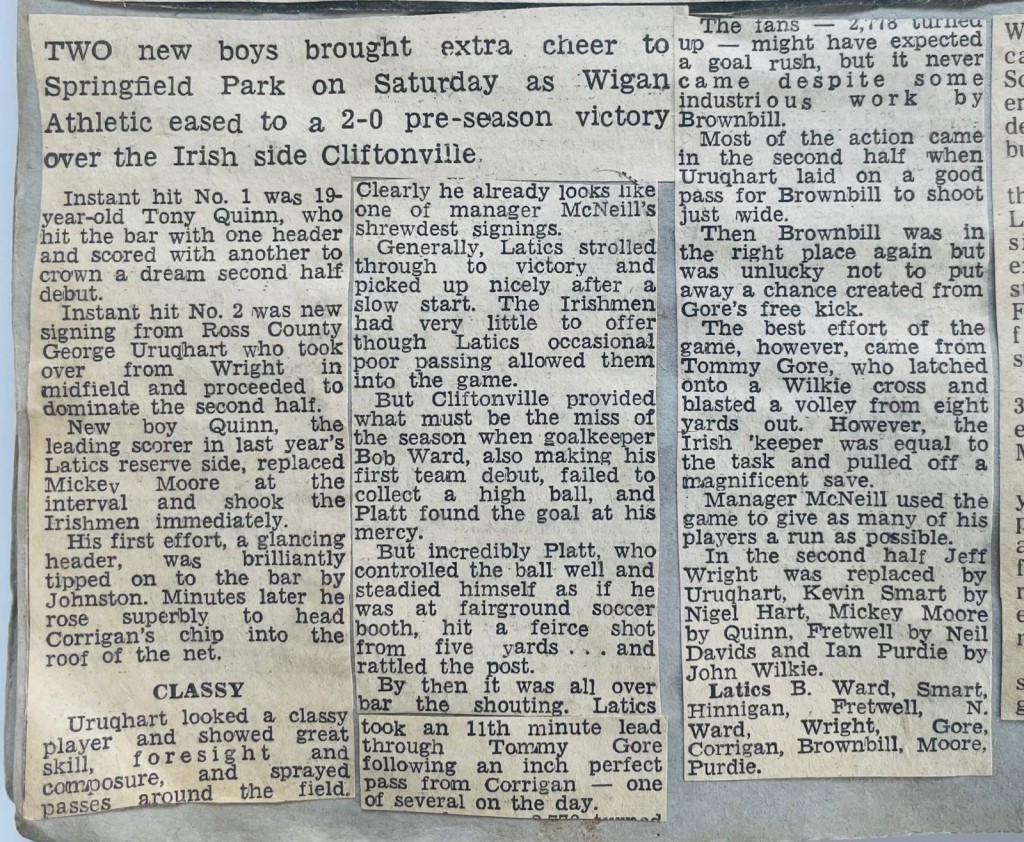 TWO new boys brought extra cheer to
Springfield Park on Saturday as Wigan
Athletic eased to a 2-0 pre-season victory
over the Irish side Cliftonville.
Instant hit No. 1 was 19-
year-old Tony Quinn, who
hit the bar with one header
and scored with another to
crown a dream second half
debut.
Instant hit No. 2 was new
signing from Ross County
George Uruqhart who took
over from Wright in
midfield and proceeded to
dominate the second half.
New boy Quinn, the
leading scorer in last year's
Latics reserve side, replaced
Mickey Moore at the
interval and shook the
Irishmen immediately.
His first effort, a glancing
header, was brilliantly
tipped on to the bar by
Johnston. Minutes later he
rose superbly to head
Corrigan's chip into the
roof of the net.
CLASSY
Uruqhart looked a classy
player and showed great
skill, foresight and
composure, and sprayed
passes around the field.
Clearly he already looks like
one of manager McNeill's
shrewdest signings.
Generally, Latics strolled
through to victory and
picked up nicely after a
slow start. The Irishmen
had very little to offer
though Latics occasional
poor passing allowed them
into the game.
But Cliftonville provided
what must be the miss of
the season when goalkeeper
Bob Ward, also making his
first team debut, failed to
collect a high ball, and
Platt found the goal at his
mercy.
But incredibly Platt, who
controlled the ball well and
steadied himself as if he
was at fairground soccer
booth, hit a feirce shot
from five yards . . . and
rattled the post.
By then it was all over
bar the shouting. Latics
took an 11th minute lead
through Tommy Gore
following an inch perfect
pass from Corrigan — one
of several on the day.
The fans — 2,778 turned
up — might have expected
a goal rush, but it never
came despite some
industrious work by
Brownbill.
Most of the action came
in the second half when
Uruqhart laid on a good
pass for Brownbill to shoot
just wide.
Then Brownbill was in
the right place again but
was unlucky not to put
away a chance created from
Gore's free kick.
The best effort of the
game, however, came from
Tommy Gore, who latched
onto a Wilkie cross and
blasted a volley from eight
yards out. However, the
Irish 'keeper was equal to
the task and pulled off a
magnificent save.
Manager McNeill used the
game to give as many of his
players a run as possible.
In the second half Jeff
Wright was replaced by
Uruqhart, Kevin Smart by
Nigel Hart, Mickey Moore
by Quinn, Fretwell by Neil
Davids and Ian Purdie by
John Wilkie.
Latics B. Ward, Smart,
Hinnigan, Fretwell, N.
Ward, Wright, Gore,
Corrigan, Brownbill, Moore,
Purdie.